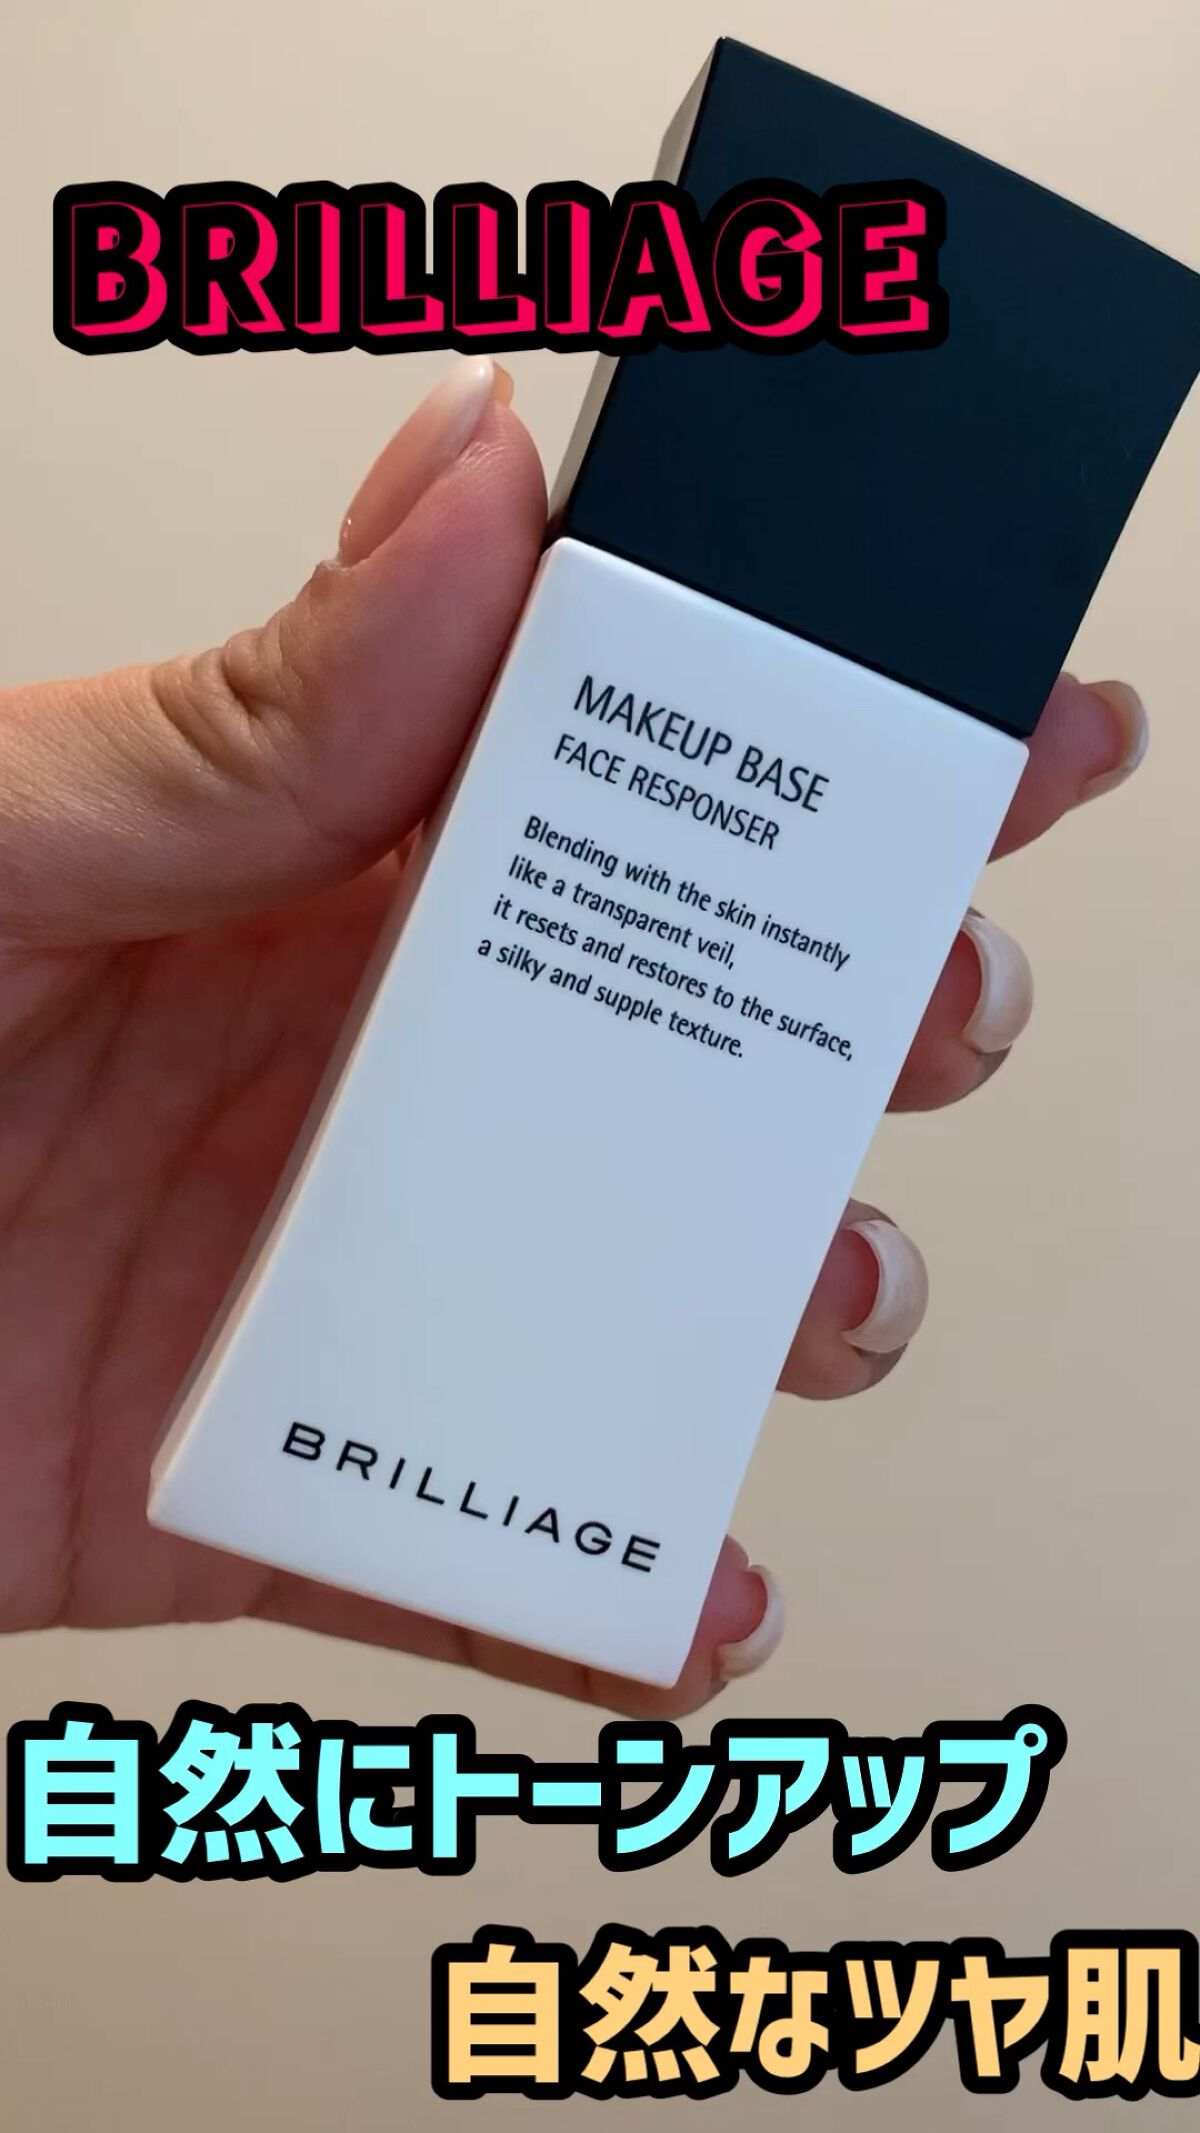 BRILLIAGE
MAKEUP BASE
FACE RESPONSER
Blending with the skin instantly
like a transparent veil,
it resets and restores to the surface,
a silky and supple texture.
BRILLIAGE
自然にトーンアップ
自然なツヤ肌